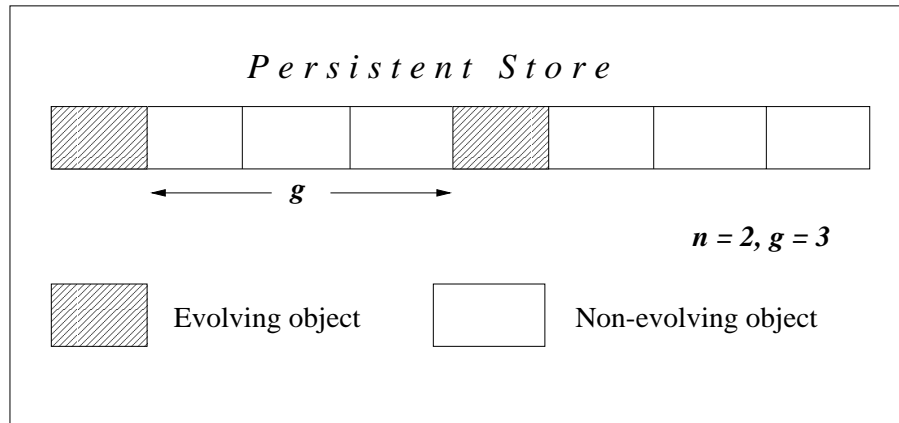 Persistent Store
g
n = 2, g = 3
Evolving object
Non-evolving object